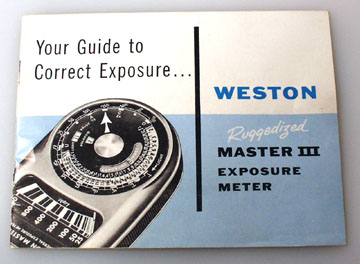 Your Guide to
Correct Exposure...
WESTON
Ruggedized
MASTER III
EXPOSURE
METER